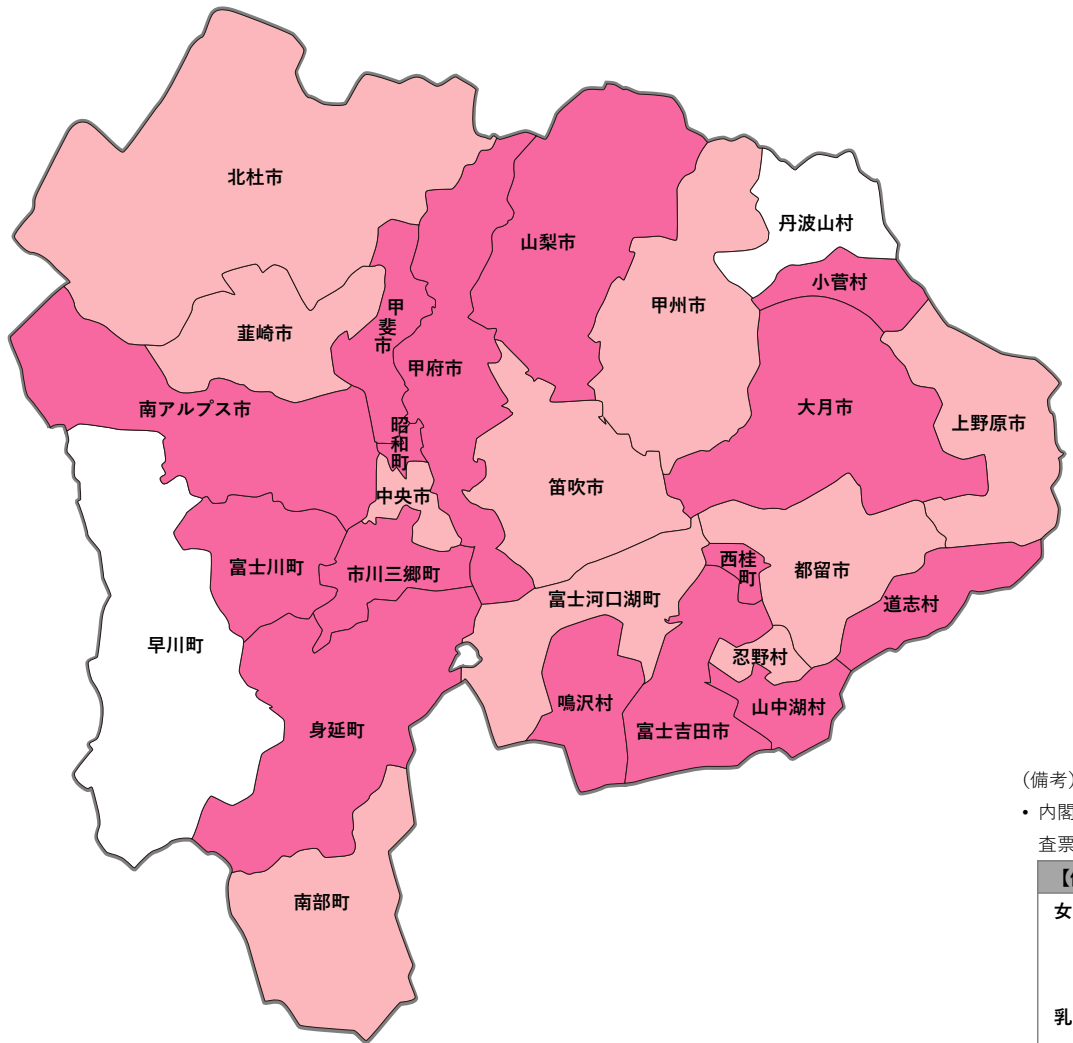 北杜市
丹波山村
山梨市
小菅村
甲州市
甲斐市
韮崎市
甲府市
南アルプス市
大月市
上野原市
昭和町
笛吹市
中央市
西桂町
富士川町
市川三郷町
都留市
富士河口湖町
道志村
早川町
忍野村
鳴沢村
山中湖村
身延町
富士吉田市
(備考)
• 内閣
査票
女
南部町
乳